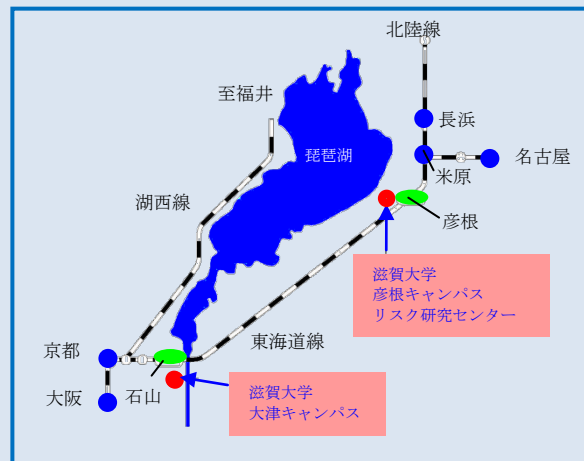 北陸線
至福井
長浜
琵琶湖
名古屋
米原
湖西線
彦根
滋賀大学
彦根キャンパス
リスク研究センター
東海道線
京都
大阪
石山
滋賀大学
大津キャンパス